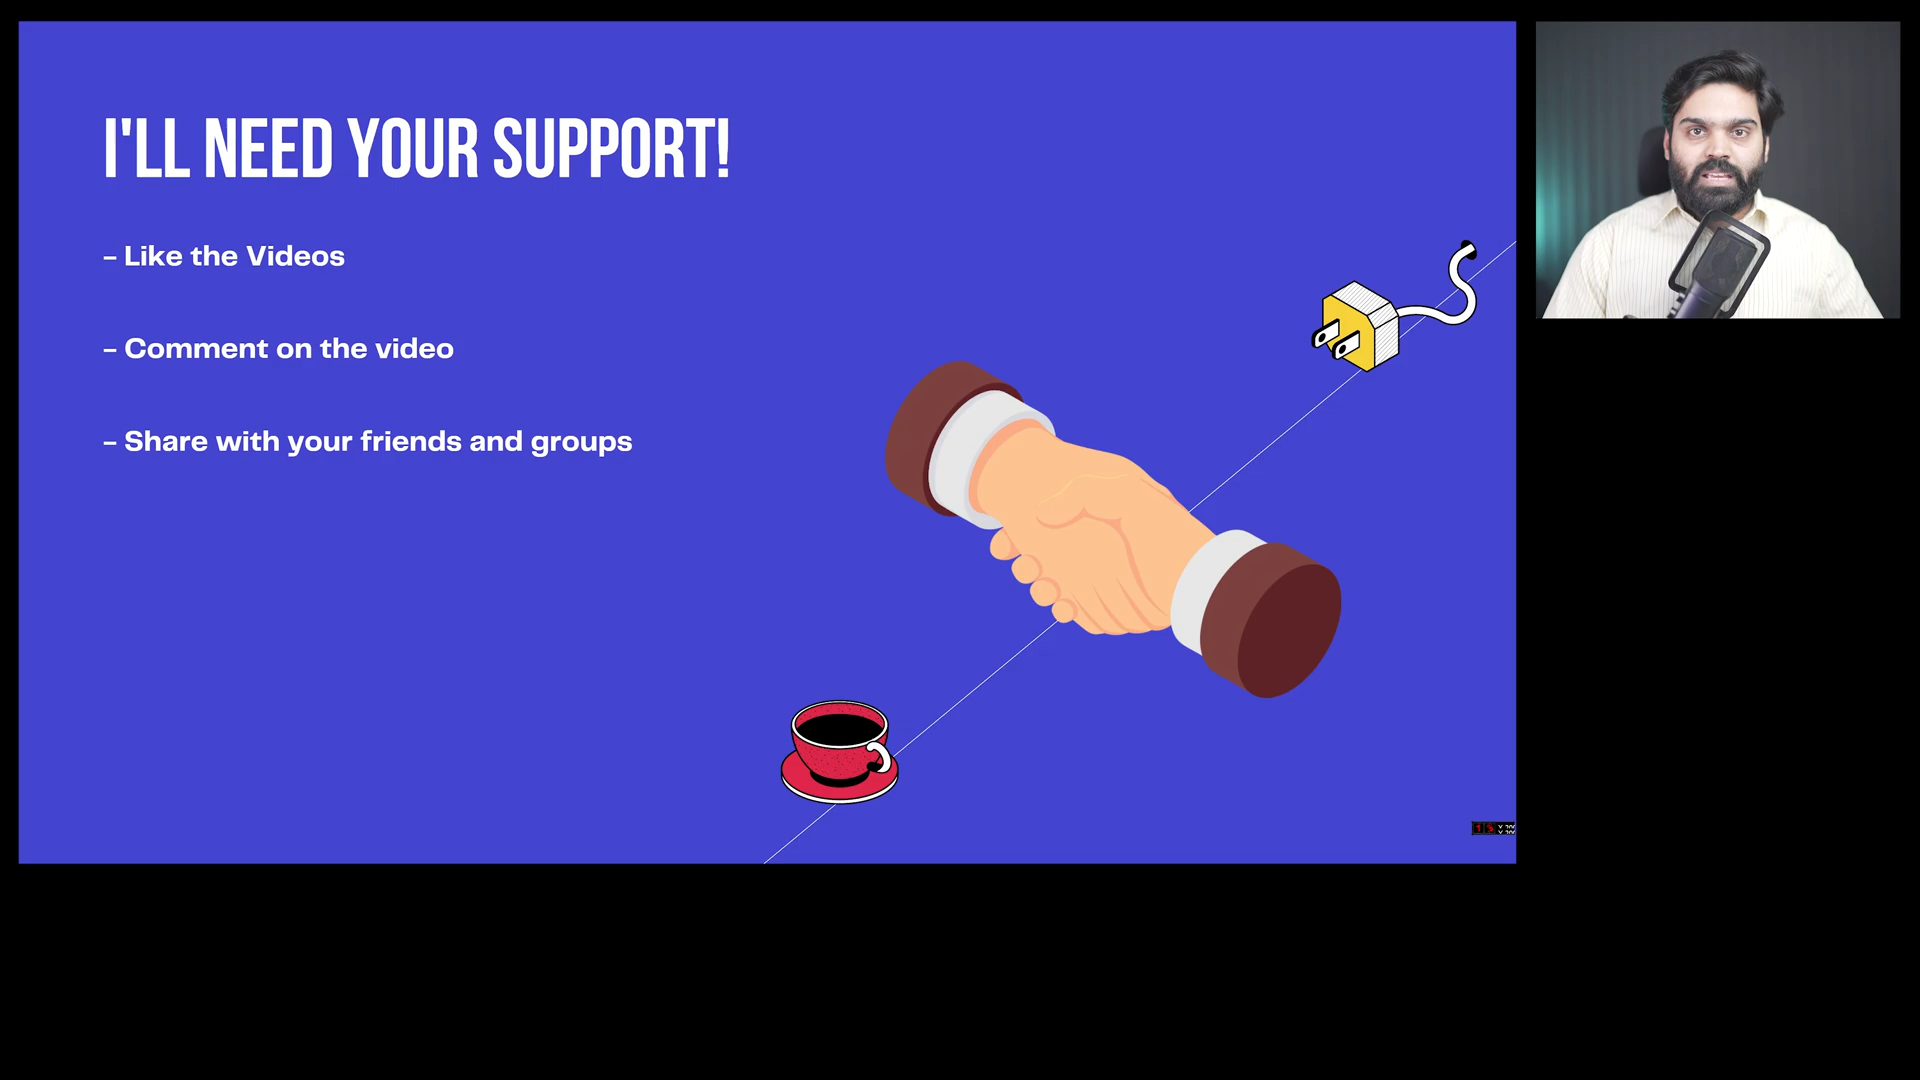 I'LL NEED YOUR SUPPORT!
- Like the Videos
- Comment on the video
- Share with your friends and groups